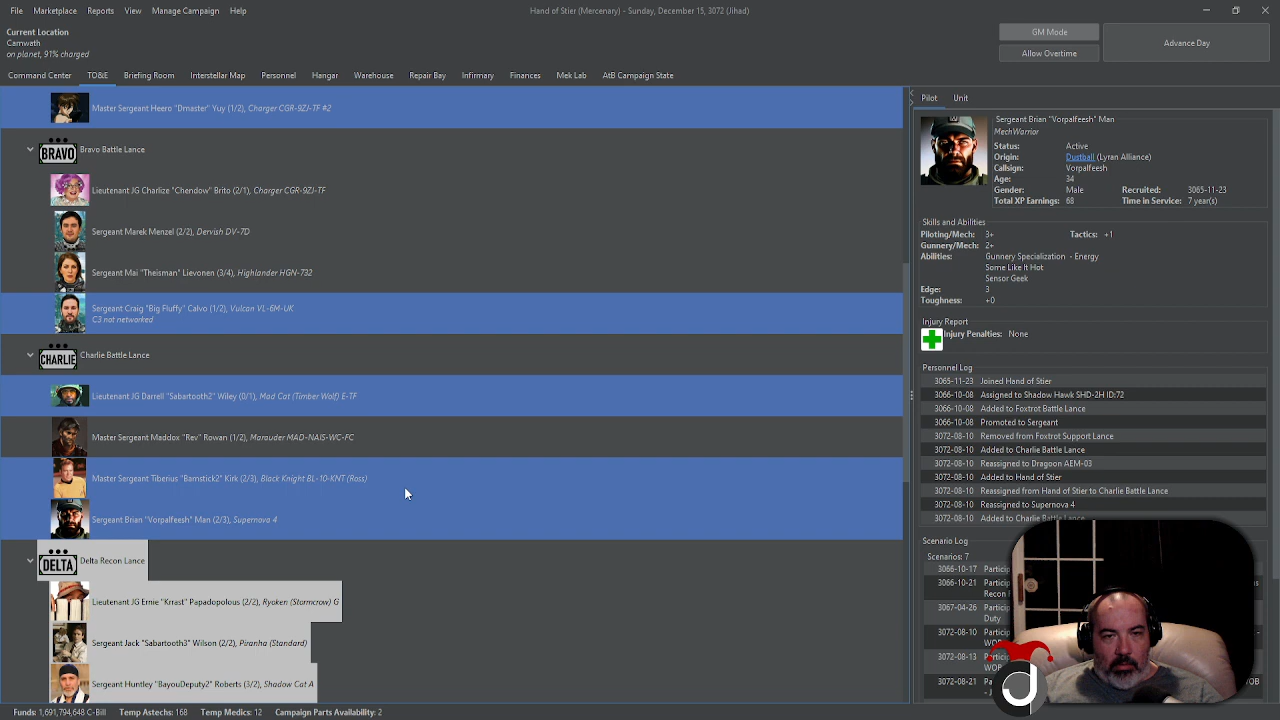 File Marketplace Reports View Manage Campaign Help
Hand of Stier (Mercenary) - Sunday, December 15, 3072 (Jihad)
Current Location
Carnwath
on planet, 91% charged
GM Mode
Allow Overtime
Advance Day
Command Center TO&E Briefing Room Interstellar Map Personnel Hangar Warehouse Repair Bay Infirmary Finances Mek Lab AtB Campaign State
Master Sergeant Heero "Drnaster" Yuy (1/2), Charger CGR-9ZJ-TF #2
BRAVO Bravo Battle Lance
Lieutenant JG Charlize "Chendow" Brito (2/1), Charger CGR-9ZJ-TF
Sergeant Marek Menzel (2/2), Dervish DV-7D
Sergeant Mai "Theisman" Lievonen (3/4), Highlander HGN-732
Sergeant Craig "Big Fluffy" Calvo (1/2), Vulcan VL-6M-UK
C3 not networked
CHARLIE Charlie Battle Lance
Lieutenant JG Darrell "Sabartooth2" Wiley (0/1), Mad Cat (Timber Wolf) E-TF
Master Sergeant Maddox "Rev" Rowan (1/2), Marauder MAD-NAIS-WC-FC
Master Sergeant Tiberius "Bamstick2" Kirk (2/3), Black Knight BL-10-KNT (Ross)
Sergeant Brian "Vorpalfeesh" Man (2/3), Supernova 4
DELTA Delta Recon Lance
Lieutenant JG Ernie "Krrast" Papadopolous (2/2), Ryoken (Stormcrow) G
Sergeant Jack "Sabartooth3" Wilson (2/2), Piranha (Standard)
Sergeant Huntley "BayouDeputy2" Roberts (3/2), Shadow Cat A
Pilot Unit
Sergeant Brian "Vorpalfeesh" Man
MechWarrior
Status: Active
Origin: Dustball (Lyran Alliance)
Callsign: Vorpalfeesh
Age: 34
Gender: Male Recruited: 3065-11-23
Total XP Earnings: 68 Time in Service: 7 year(s)
Skills and Abilities
Piloting/Mech: 3+ Tactics: +1
Gunnery/Mech: 2+
Abilities: Gunnery Specialization - Energy
Some Like It Hot
Sensor Geek
Edge: 3
Toughness: +0
Injury Report
Injury Penalties: None
Personnel Log
3065-11-23 Joined Hand of Stier
3066-10-08 Assigned to Shadow Hawk SHD-2H ID:72
3066-10-08 Added to Foxtrot Battle Lance
3066-10-08 Promoted to Sergeant
3072-08-10 Removed from Foxtrot Support Lance
3072-08-10 Added to Charlie Battle Lance
3072-08-10 Reassigned to Dragoon AEM-03
3072-08-10 Added to Hand of Stier
3072-08-10 Reassigned from Hand of Stier to Charlie Battle Lance
3072-08-10 Reassigned to Supernova 4
3072-08-10 Added to Charlie Battle Lance
Scenario Log
Scenarios: 7
3066-10-17 Particip
3066-10-21 Particip
Recon F
3067-04-26 Particip
Duty
3072-08-10 Particip
WOB
3072-08-13 Particip
WOB
3072-08-21 Particip
- J
Funds: 1,691,794,648 C-Bill Temp Astechs: 168 Temp Medics: 12 Campaign Parts Availability: 2